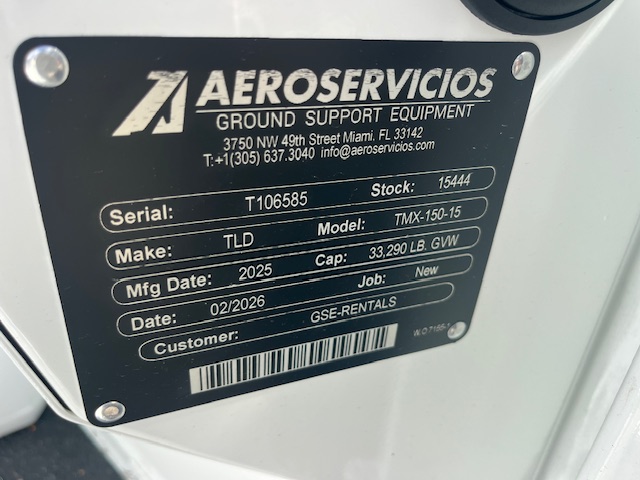 AEROSERVICIOS
GROUND SUPPORT EQUIPMENT
3750 NW 49th Street Miami, FL 33142
T:+1(305) 637.3040 info@aeroservicios.com
Serial: T106585 Stock: 15444
Make: TLD Model: TMX-150-15
Mfg Date: 2025 Cap: 33,290 LB. GVW
Date: 02/2026 Job: New
Customer: GSE-RENTALS